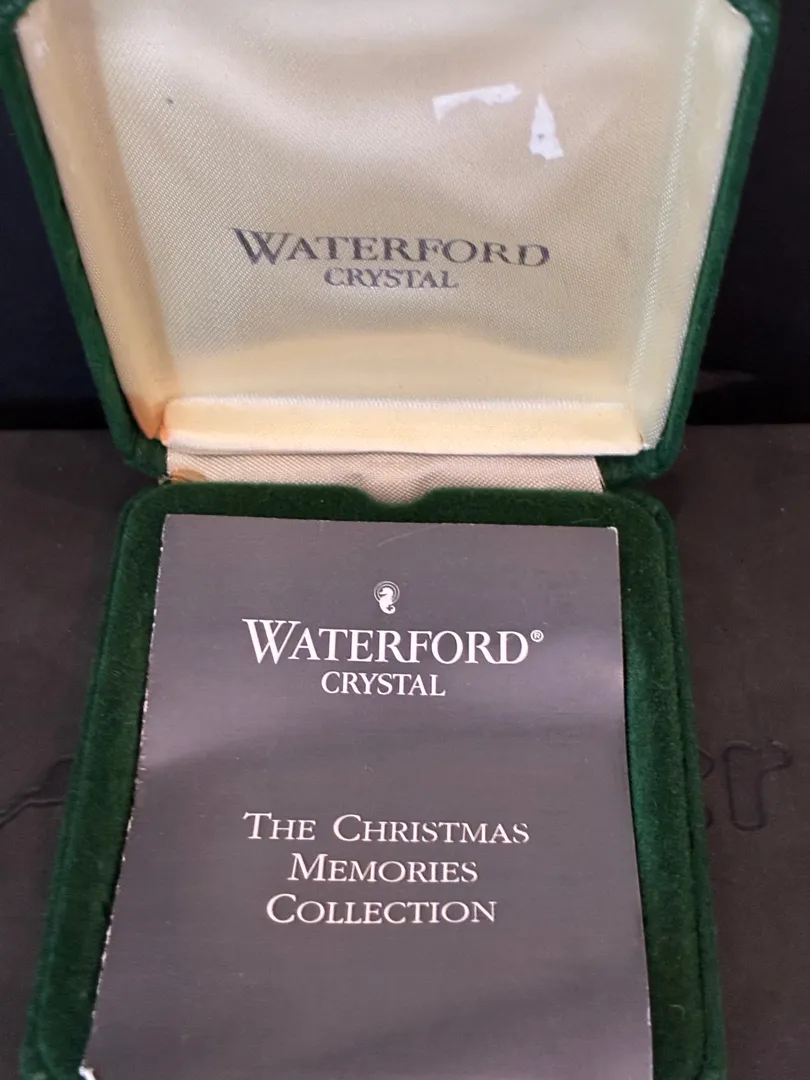 WATERFORD
CRYSTAL
WATERFORD®
CRYSTAL
THE CHRISTMAS
MEMORIES
COLLECTION